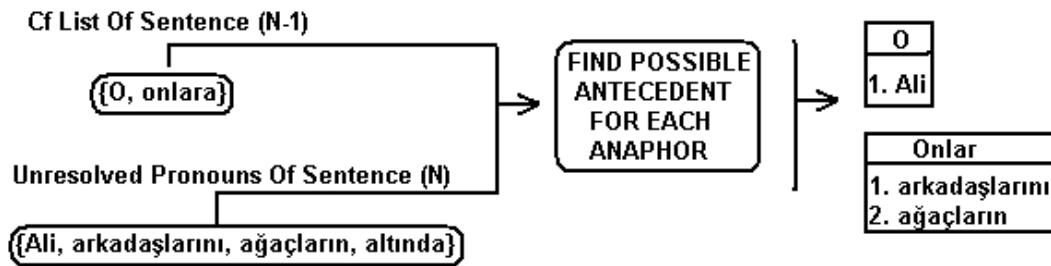 Cf List Of Sentence (N-1)
{O, onlara}
Unresolved Pronouns Of Sentence (N)
{Ali, arkadaşlarını, ağaçların, altında}
FIND POSSIBLE
ANTECEDENT
FOR EACH
ANAPHOR
O
1. Ali
Onlar
1. arkadaşlarını
2. ağaçların